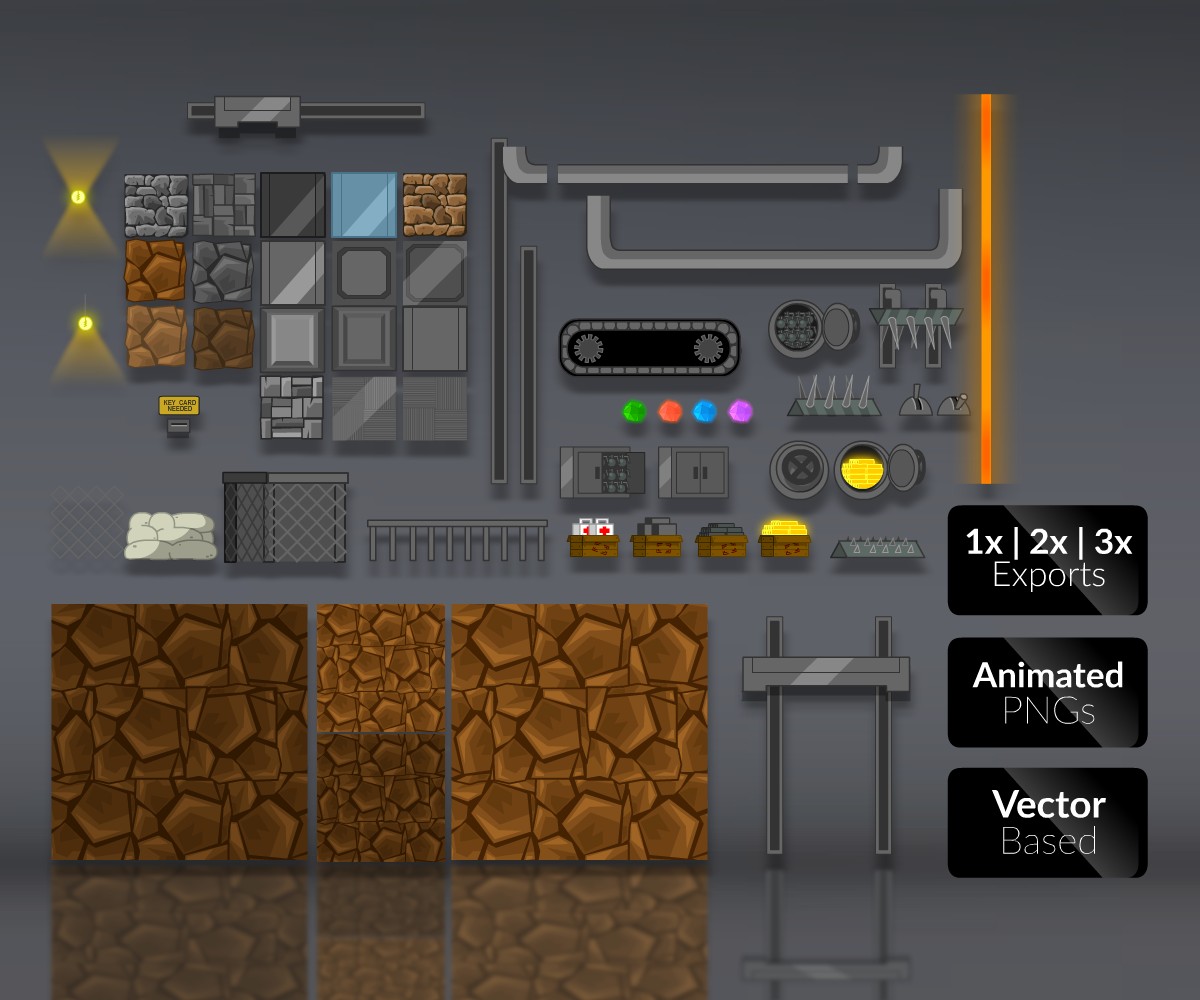 KEY CARD
NEEDED
1x | 2x | 3x
Exports
Animated
PNGs
Vector
Based